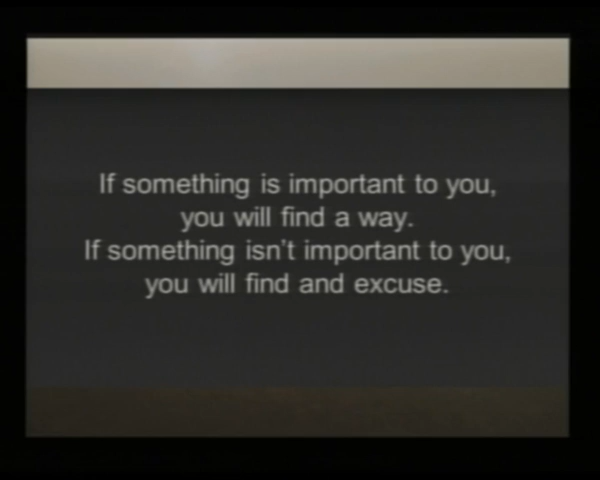 If something is important to you,
you will find a way.
If something isn't important to you,
you will find and excuse.